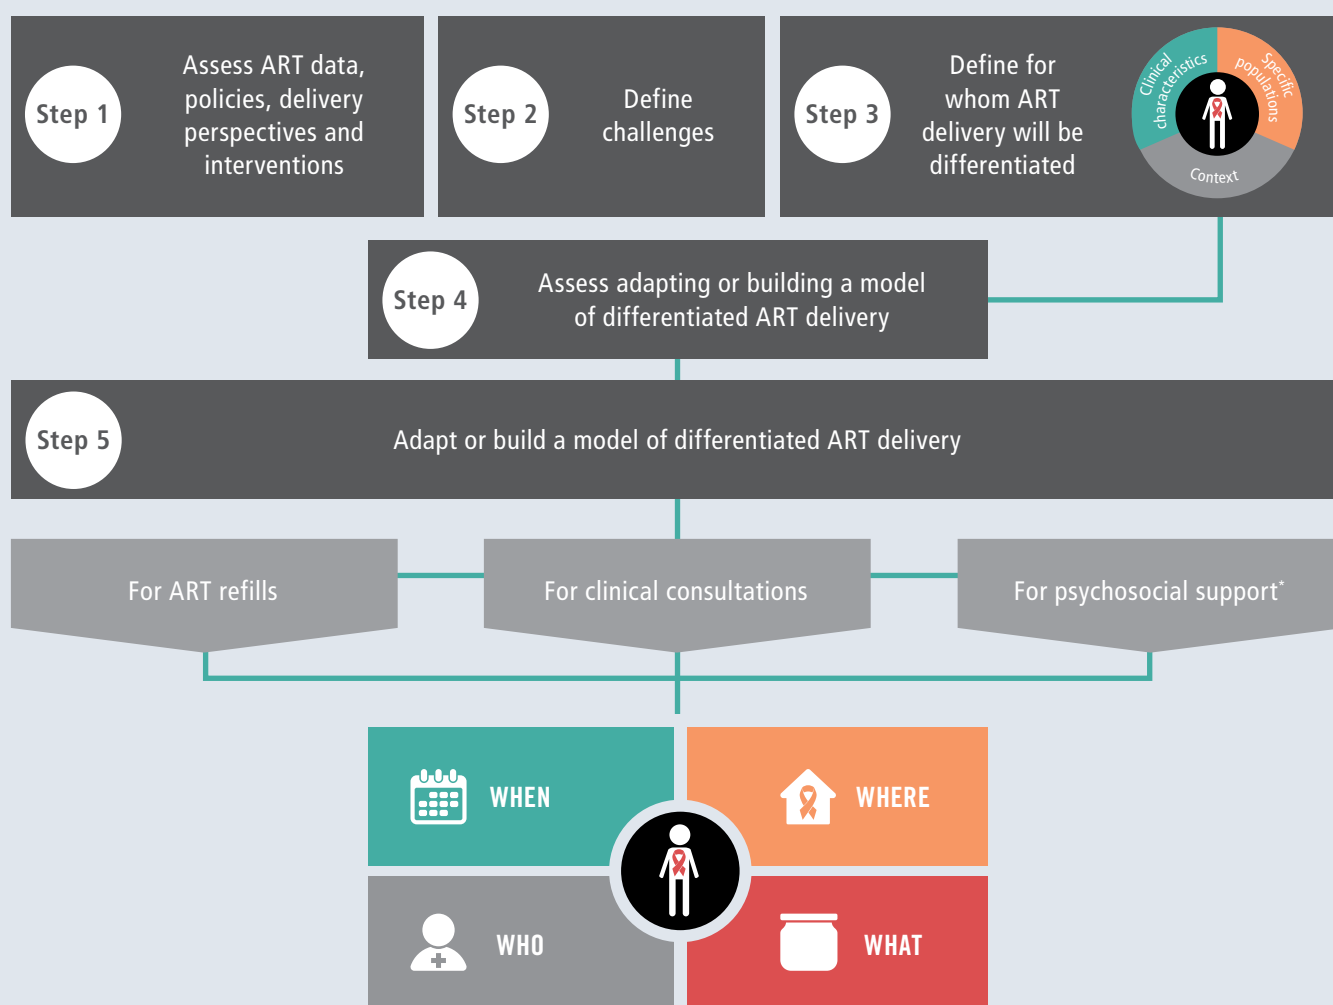 Step 1
Assess ART data,
policies, delivery
perspectives and
interventions
Step 2
Define
challenges
Step 3
Define for
whom ART
delivery will be
differentiated
Clinical
characteristics
Specific
populations
Context
Step 4
Assess adapting or building a model
of differentiated ART delivery
Step 5
Adapt or build a model of differentiated ART delivery
For ART refills
For clinical consultations
For psychosocial support*
WHEN
WHERE
WHO
WHAT